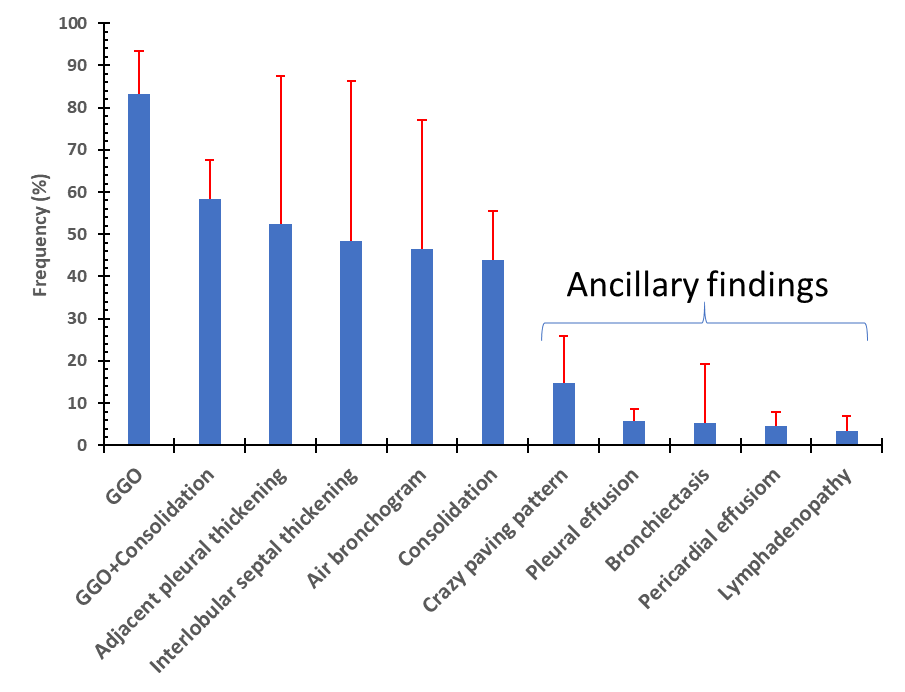 100
90
80
70
60
50
40
30
20
10
0
Frequency (%)
Ancillary findings
GGO
GGO+Consolidation
Adjacent pleural thickening
Interlobular septal thickening
Air bronchogram
Consolidation
Crazy paving pattern
Pleural effusion
Bronchiectasis
Pericardial effusiom
Lymphadenopathy